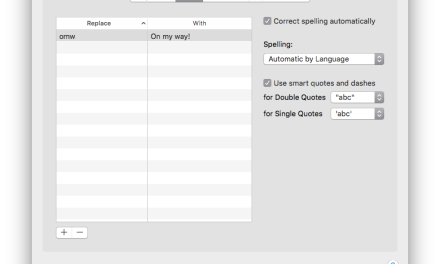 Replace With
omw On my way!
Correct spelling automatically
Spelling:
Automatic by Language
Use smart quotes and dashes
for Double Quotes "abc"
for Single Quotes 'abc'
+ −